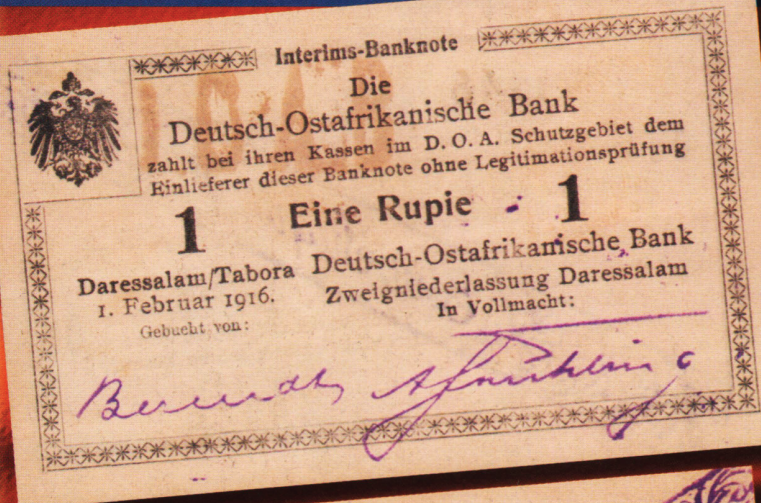 Interims-Banknote
Die
Deutsch-Ostafrikanische Bank
zahlt bei ihren Kassen im D. O. A. Schutzgebiet dem
Einlieferer dieser Banknote ohne Legitimationsprüfung
1 Eine Rupie 1
Daressalam/Tabora
1. Februar 1916.
Gebucht von:
Deutsch-Ostafrikanische Bank
Zweigniederlassung Daressalam
In Vollmacht: